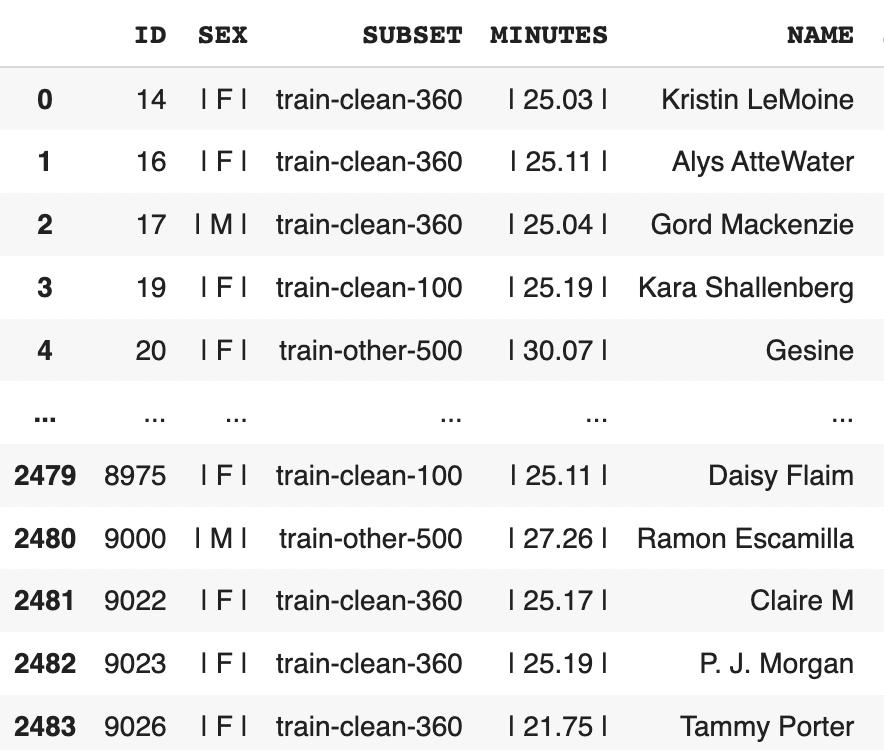 ID SEX SUBSET MINUTES NAME
0 14 | F | train-clean-360 | 25.03 | Kristin LeMoine
1 16 | F | train-clean-360 | 25.11 | Alys AtteWater
2 17 | M | train-clean-360 | 25.04 | Gord Mackenzie
3 19 | F | train-clean-100 | 25.19 | Kara Shallenberg
4 20 | F | train-other-500 | 30.07 | Gesine
... ... ... ... ... ...
2479 8975 | F | train-clean-100 | 25.11 | Daisy Flaim
2480 9000 | M | train-other-500 | 27.26 | Ramon Escamilla
2481 9022 | F | train-clean-360 | 25.17 | Claire M
2482 9023 | F | train-clean-360 | 25.19 | P. J. Morgan
2483 9026 | F | train-clean-360 | 21.75 | Tammy Porter